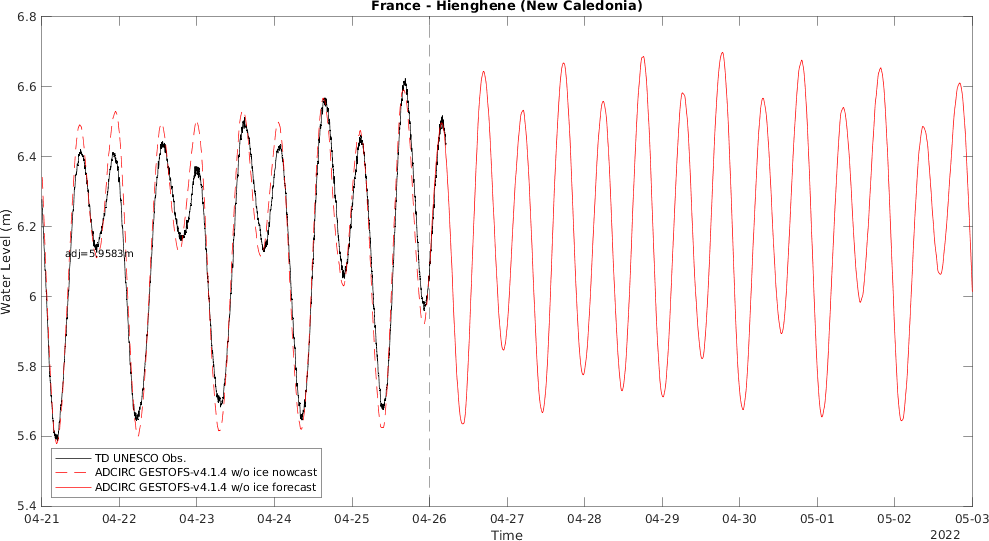 France - Hienghene (New Caledonia)
6.8
6.6
6.4
6.2
6
5.8
5.6
5.4
Water Level (m)
adj=5.9583m
TD UNESCO Obs.
ADCIRC GESTOFS-v4.1.4 w/o ice nowcast
ADCIRC GESTOFS-v4.1.4 w/o ice forecast
04-21 04-22 04-23 04-24 04-25 04-26 04-27 04-28 04-29 04-30 05-01 05-02 05-03
Time
2022